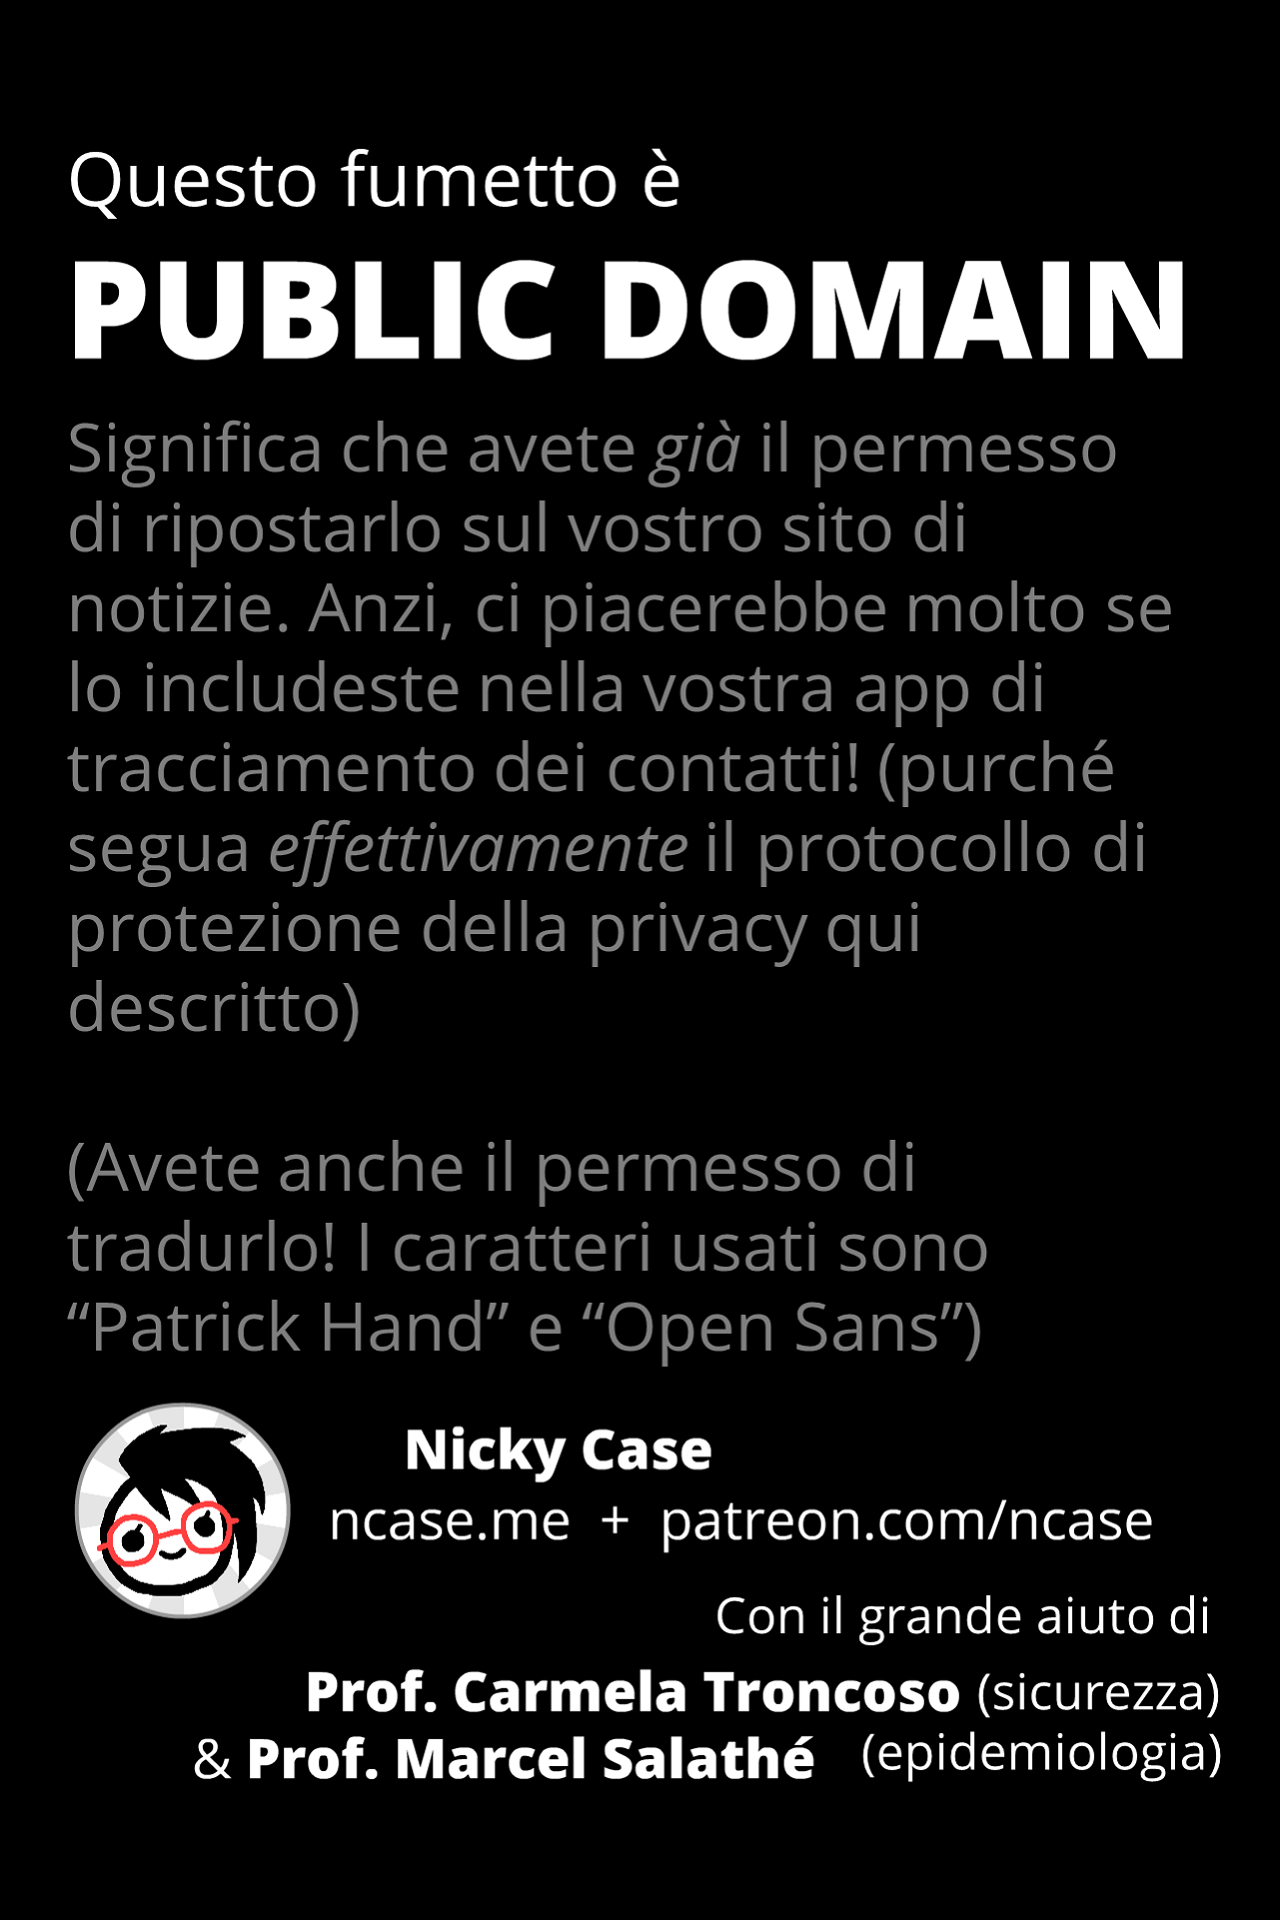 Questo fumetto è
PUBLIC DOMAIN
Significa che avete già il permesso
di ripostarlo sul vostro sito di
notizie. Anzi, ci piacerebbe molto se
lo includeste nella vostra app di
tracciamento dei contatti! (purché
segua effettivamente il protocollo di
protezione della privacy qui
descritto)
(Avete anche il permesso di
tradurlo! I caratteri usati sono
“Patrick Hand” e “Open Sans”)
Nicky Case
ncase.me + patreon.com/ncase
Con il grande aiuto di
Prof. Carmela Troncoso (sicurezza)
& Prof. Marcel Salathé (epidemiologia)